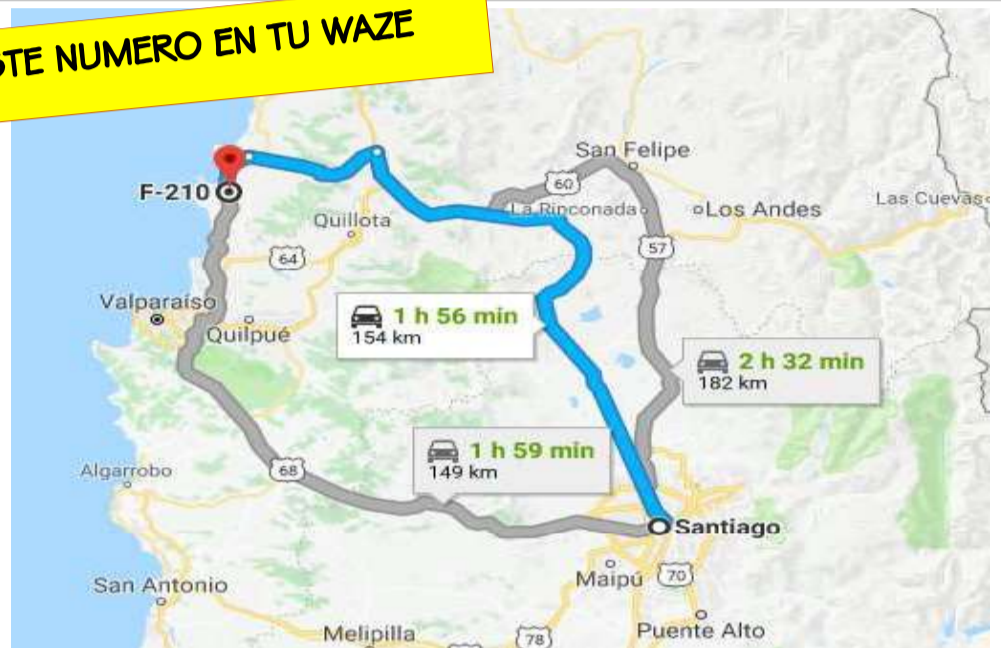 STE NUMERO EN TU WAZE
San Felipe
60
F-210
La Rinconada
Los Andes
Las Cuevas
Quillota
57
64
Valparaíso
1 h 56 min
154 km
Quilpué
2 h 32 min
182 km
1 h 59 min
149 km
Algarrobo
68
Santiago
Maipú
70
San Antonio
Puente Alto
Melipilla
78